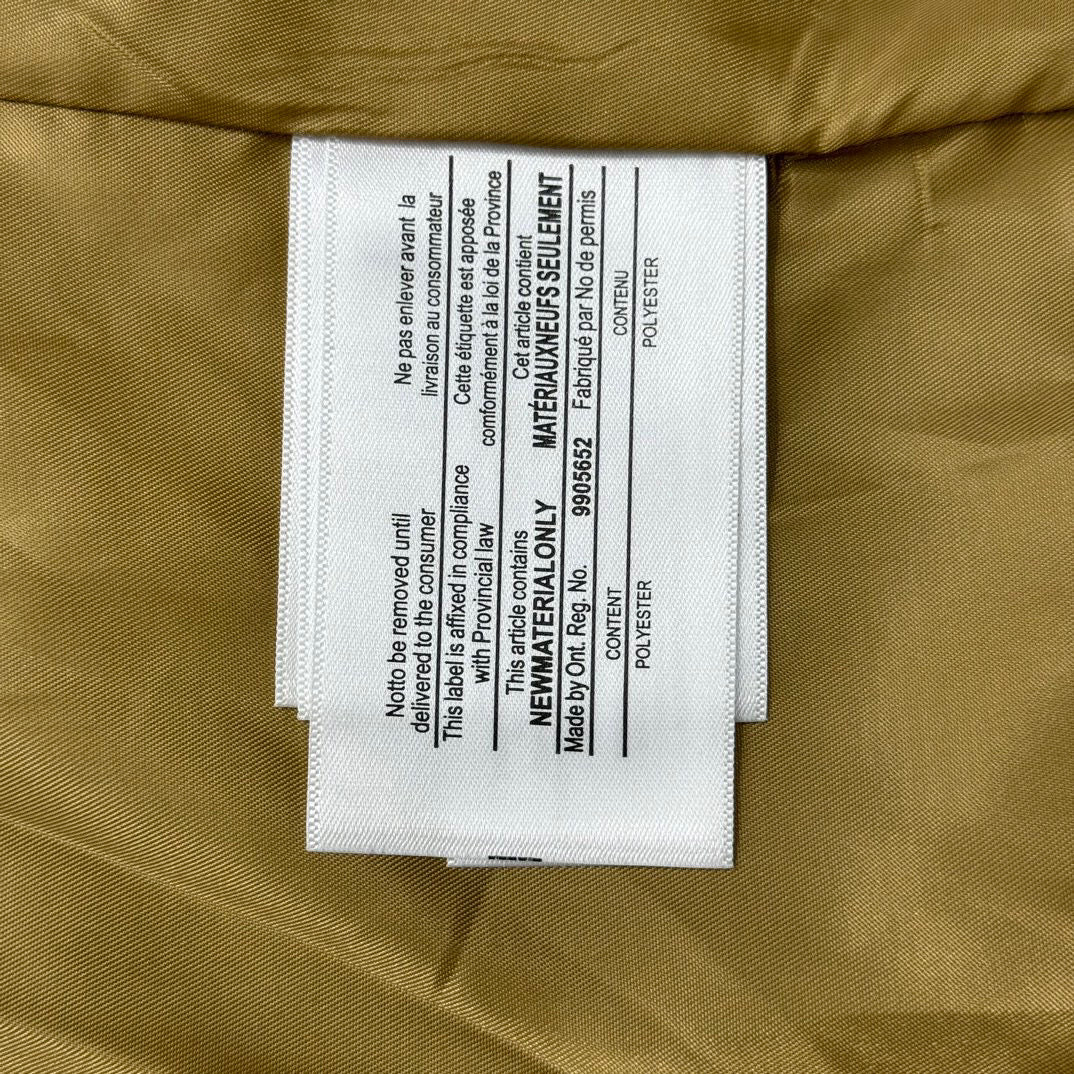 Notto be removed until
delivered to the consumer
Ne pas enlever avant la
livraison au consommateur
This label is affixed in compliance
with Provincial law
Cette étiquette est apposée
comformément à la loi de la Province
This article contains
NEWMATERIALONLY
Cet article contient
MATÉRIAUXNEUFS SEULEMENT
Made by Ont. Reg. No. 9905652 Fabriqué par No de permis
CONTENT CONTENU
POLYESTER POLYESTER